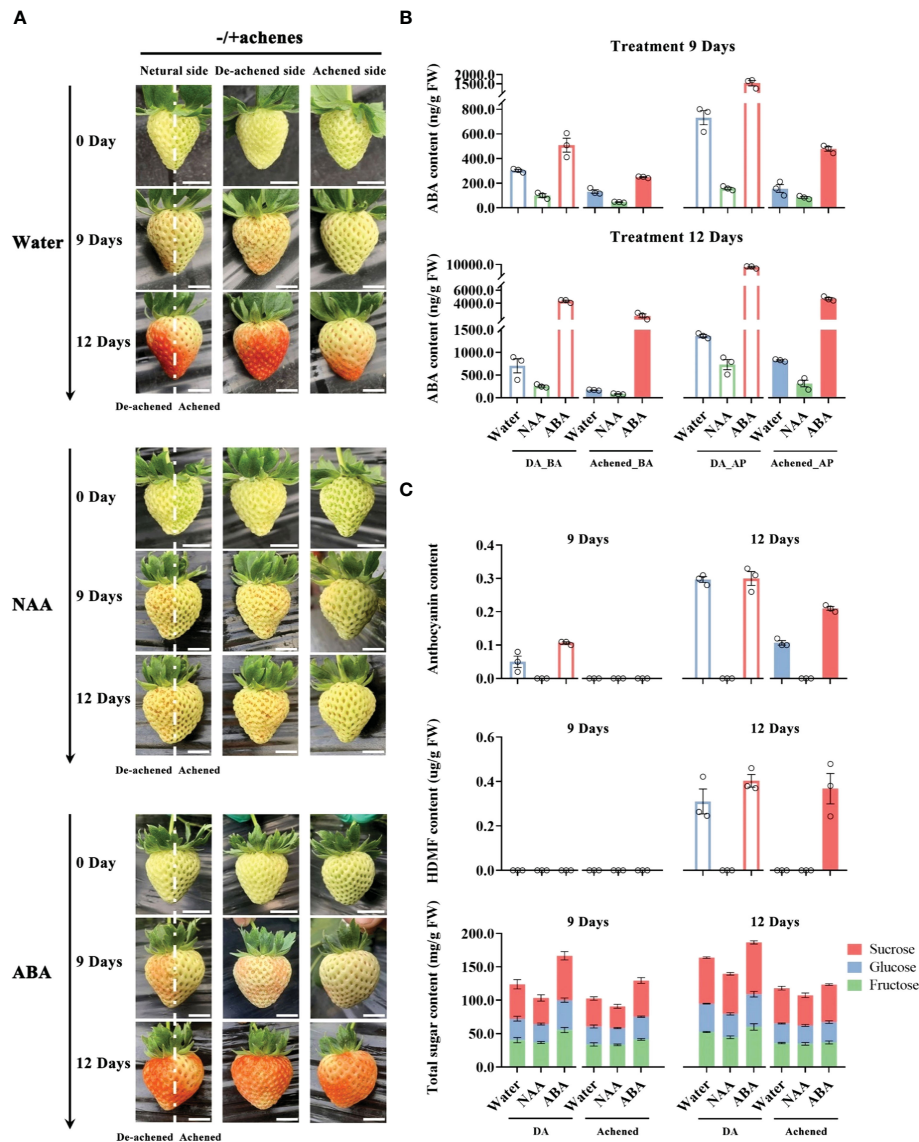 A
-/+achenes
Netural side De-achened side Achened side
Water
0 Day
9 Days
12 Days
De-achened Achened
NAA
0 Day
9 Days
12 Days
De-achened Achened
ABA
0 Day
9 Days
12 Days
De-achened Achened
B
Treatment 9 Days
ABA content (ng/g FW)
2000.0
1500.0
800.0
600.0
400.0
200.0
0.0
Treatment 12 Days
ABA content (ng/g FW)
10000.0
6000.0
4000.0
1500.0
1000.0
500.0
0.0
Water NAA ABA Water NAA ABA Water NAA ABA Water NAA ABA
DA_BA Achened_BA DA_AP Achened_AP
C
9 Days 12 Days
Anthocyanin content
0.4
0.3
0.2
0.1
0.0
9 Days 12 Days
HDMF content (ug/g FW)
0.6
0.4
0.2
0.0
9 Days 12 Days
Total sugar content (mg/g FW)
200.0
150.0
100.0
50.0
0.0
Sucrose
Glucose
Fructose
Water NAA ABA Water NAA ABA Water NAA ABA Water NAA ABA
DA Achened DA Achened